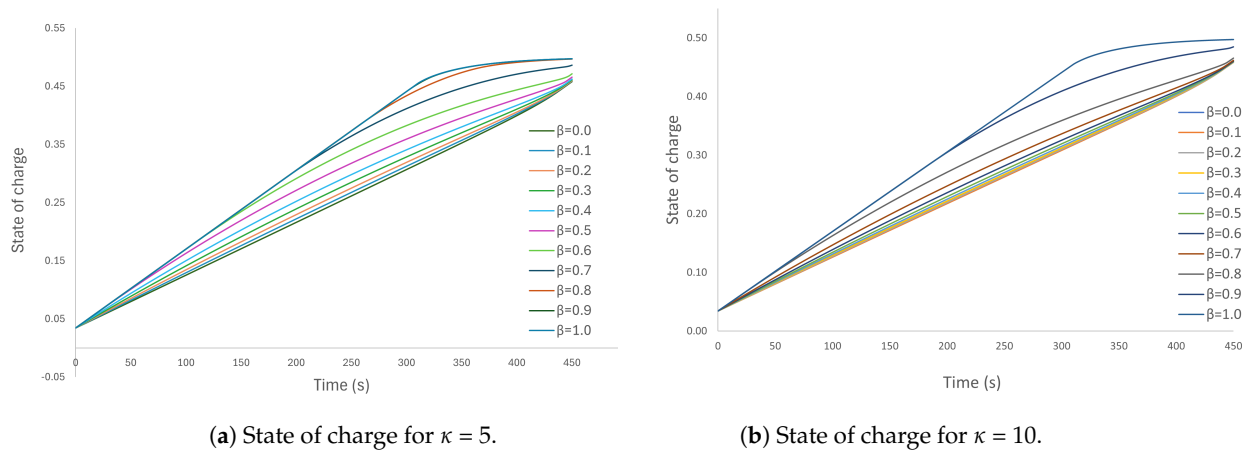 0.55
0.45
0.35
0.25
0.15
0.05
-0.05
State of charge
0 50 100 150 200 250 300 350 400 450
Time (s)
β=0.0
β=0.1
β=0.2
β=0.3
β=0.4
β=0.5
β=0.6
β=0.7
β=0.8
β=0.9
β=1.0
(a) State of charge for κ = 5.
0.50
0.40
0.30
0.20
0.10
0.00
State of charge
0 50 100 150 200 250 300 350 400 450
Time (s)
β=0.0
β=0.1
β=0.2
β=0.3
β=0.4
β=0.5
β=0.6
β=0.7
β=0.8
β=0.9
β=1.0
(b) State of charge for κ = 10.